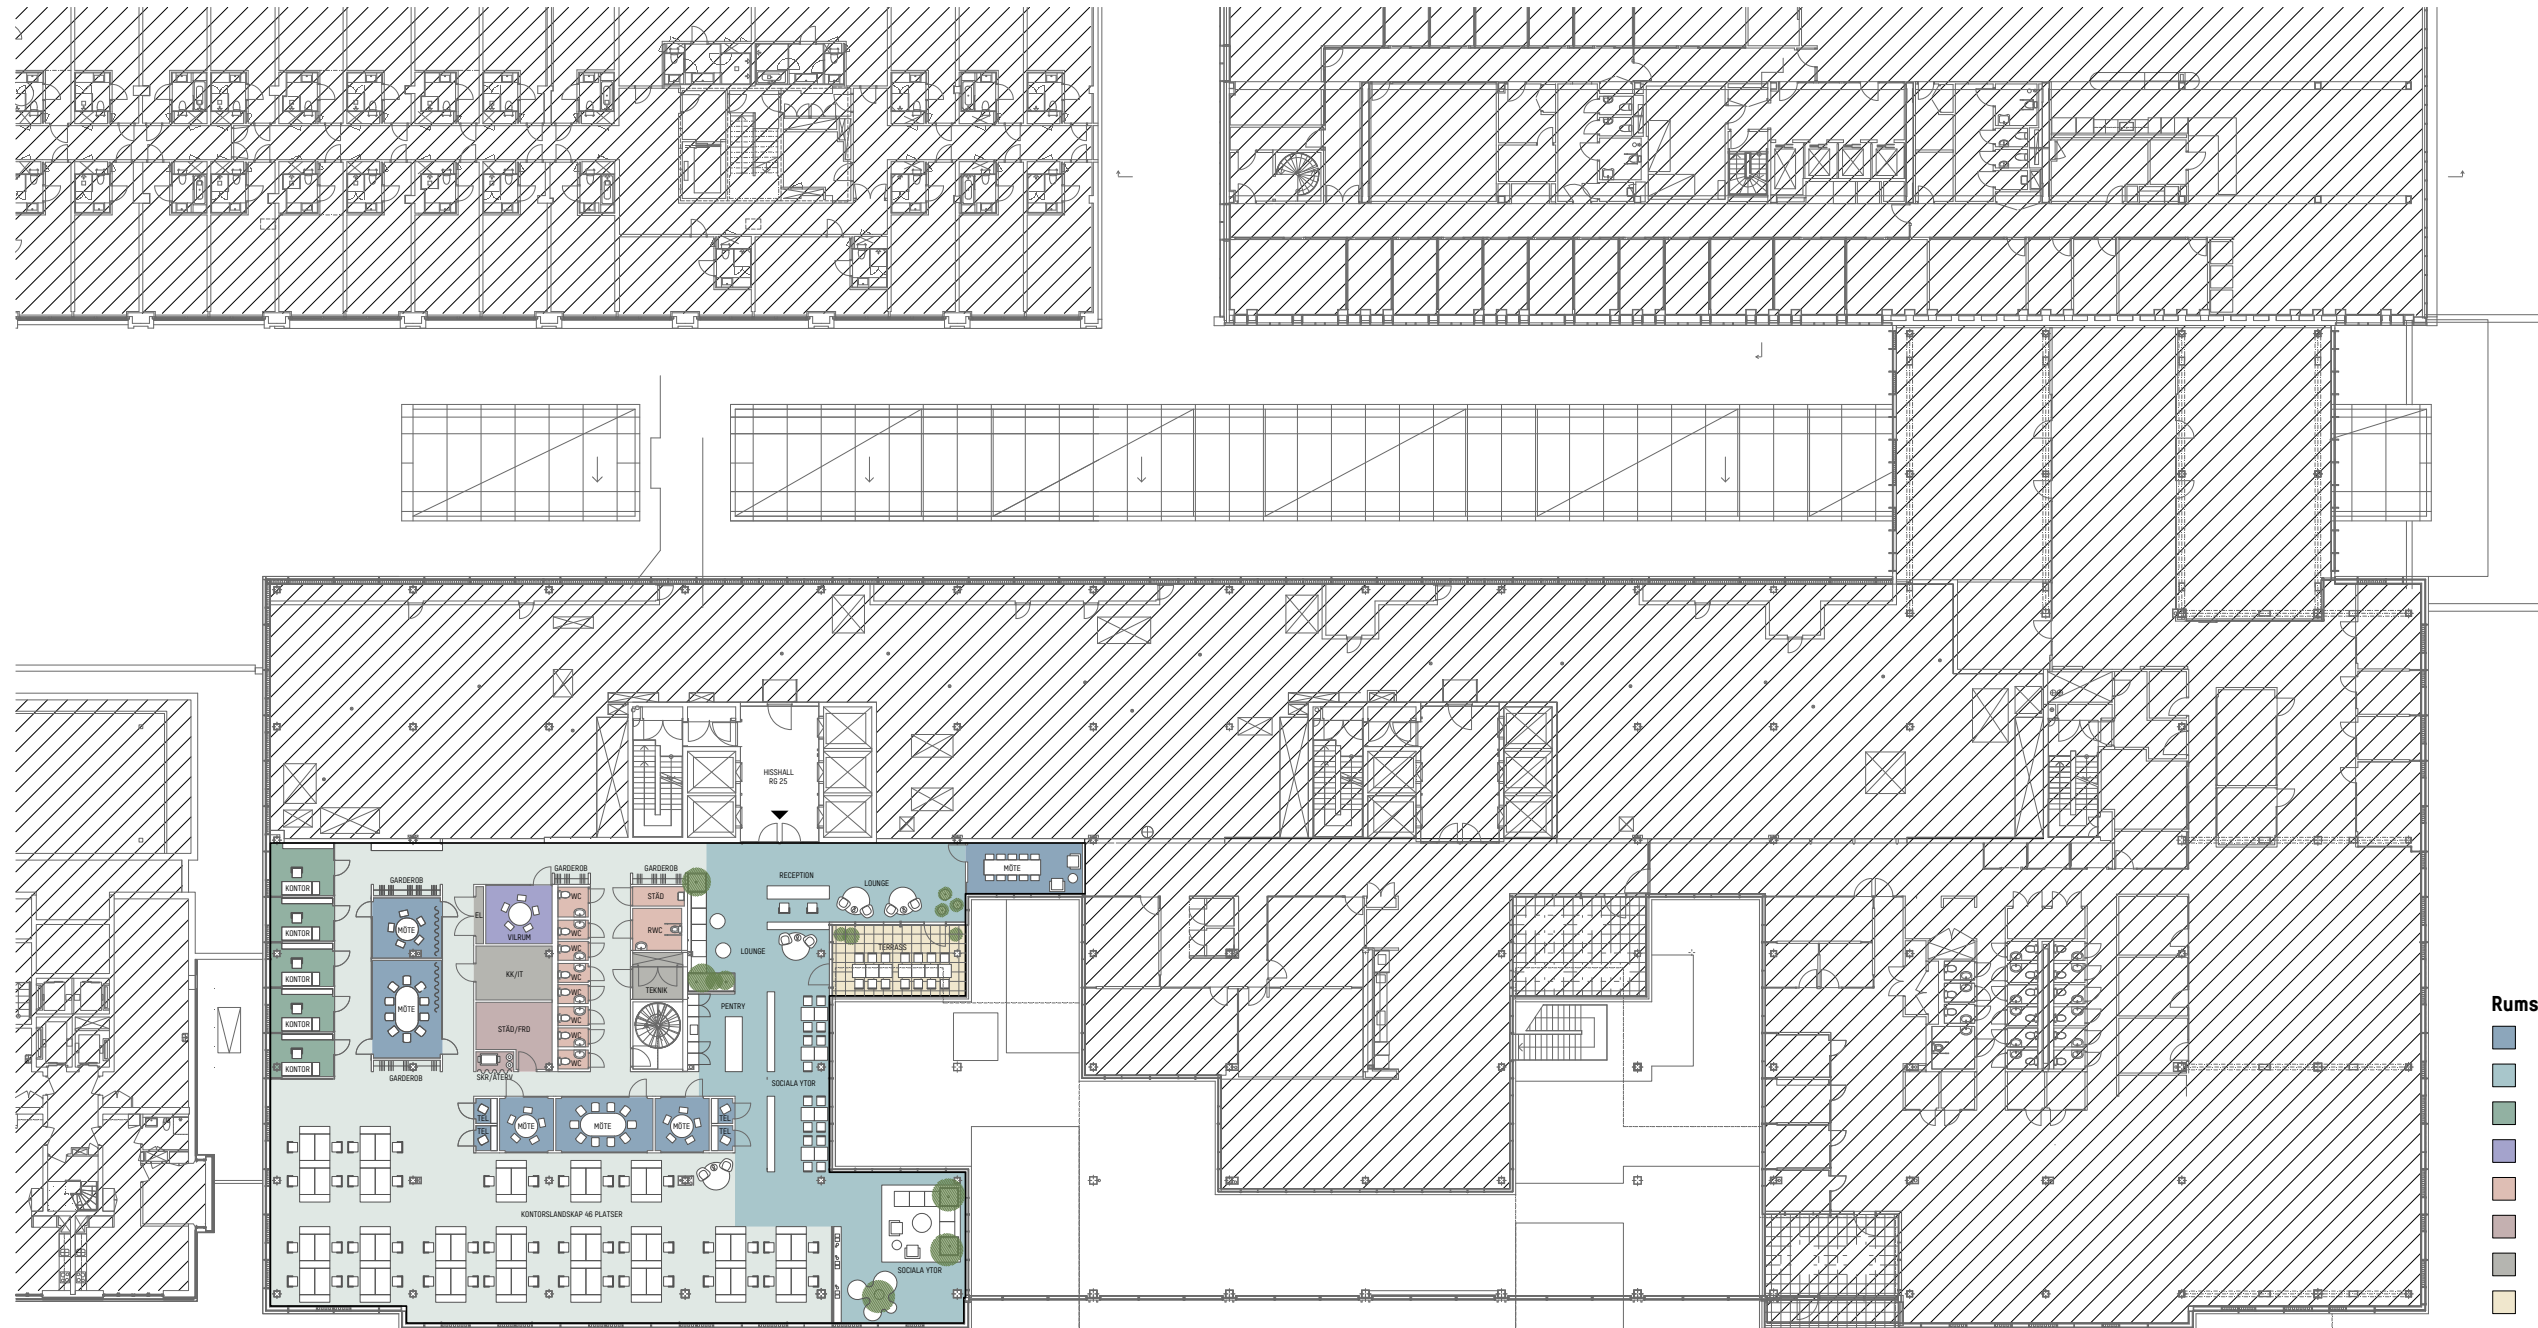 HISSHALL
RG 25
RECEPTION
MÖTE
LOUNGE
GARDEROB
GARDEROB
GARDEROB
KONTOR
STÄD
WC
EL
MÖTE
VILRUM
RWC
WC
KONTOR
TERRASS
LOUNGE
WC
KK/IT
WC
KONTOR
TEKNIK
WC
PENTRY
MÖTE
WC
KONTOR
STÄD/FRD
WC
WC
KONTOR
GARDEROB
SKR/ÅTERV
SOCIALA YTOR
TEL
TEL
MÖTE
MÖTE
MÖTE
TEL
TEL
KONTORSLANDSKAP 46 PLATSER
SOCIALA YTOR
Rums